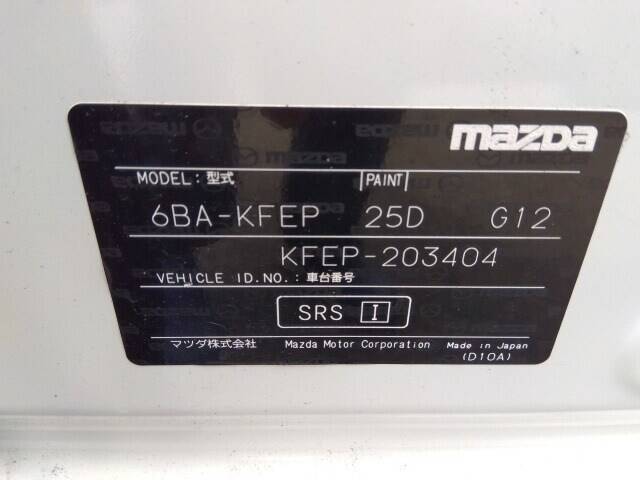 mazda
MODEL: 型式 PAINT
6BA-KFEP 25D G12
KFEP-203404
VEHICLE ID.NO.: 車台番号
SRS I
マツダ株式会社 Mazda Motor Corporation Made in Japan
(D10A)